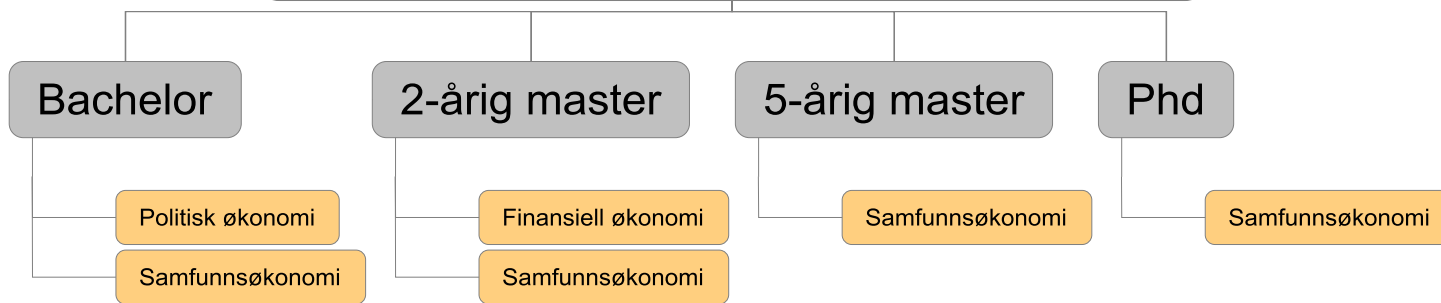 Bachelor
2-årig master
5-årig master
Phd
Politisk økonomi
Finansiell økonomi
Samfunnsøkonomi
Samfunnsøkonomi
Samfunnsøkonomi
Samfunnsøkonomi